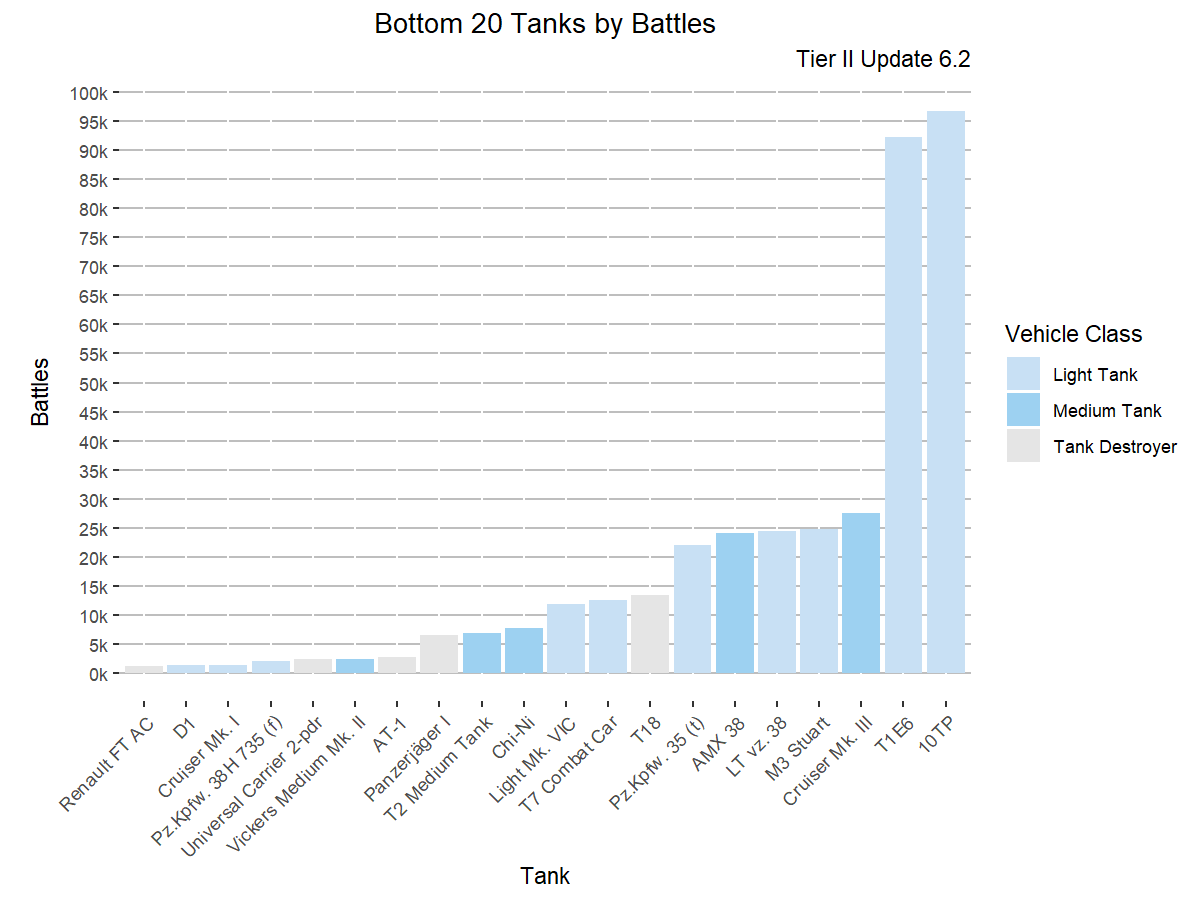 Bottom 20 Tanks by Battles
Tier II Update 6.2
100k
95k
90k
85k
80k
75k
70k
65k
60k
55k
50k
45k
40k
35k
30k
25k
20k
15k
10k
5k
0k
Battles
Renault FT AC
D1
Cruiser Mk. I
Pz.Kpfw. 38 H 735 (f)
Universal Carrier 2-pdr
Vickers Medium Mk. II
AT-1
Panzerjäger I
T2 Medium Tank
Chi-Ni
Light Mk. VIC
T7 Combat Car
T18
Pz.Kpfw. 35 (t)
AMX 38
LT vz. 38
M3 Stuart
Cruiser Mk. III
T1E6
10TP
Tank
Vehicle Class
Light Tank
Medium Tank
Tank Destroyer